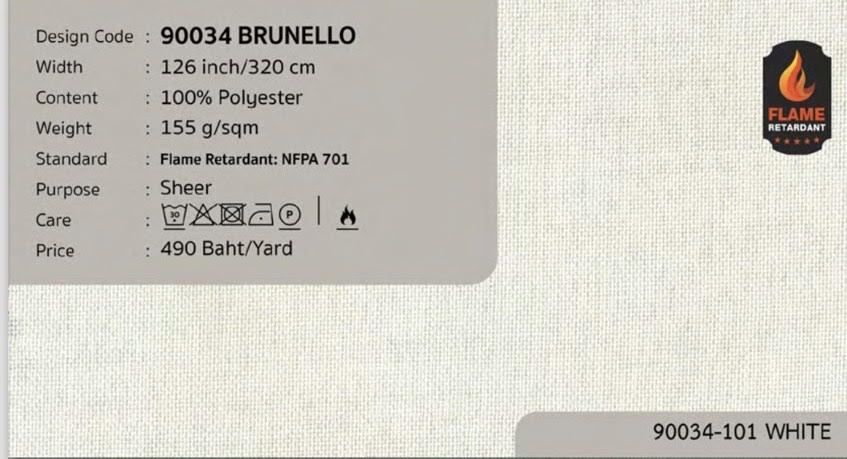 Design Code : 90034 BRUNELLO
Width : 126 inch/320 cm
Content : 100% Polyester
Weight : 155 g/sqm
Standard : Flame Retardant: NFPA 701
Purpose : Sheer
Care : 30 P
Price : 490 Baht/Yard
FLAME
RETARDANT
90034-101 WHITE